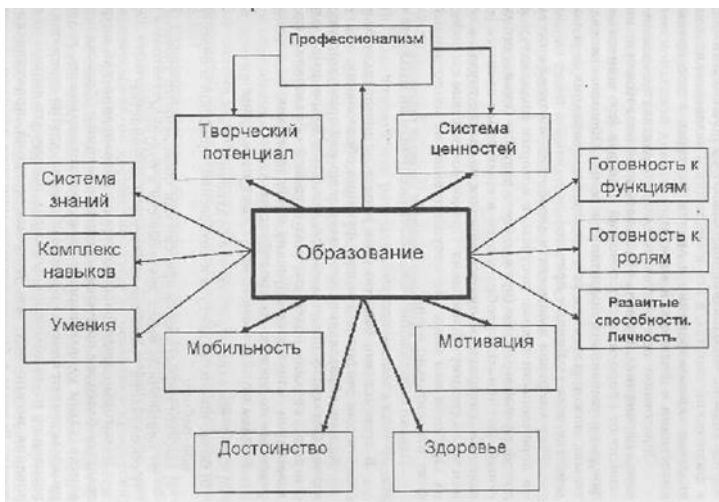 Профессионализм
Творческий
потенциал
Система
ценностей
Система
знаний
Готовность к
функциям
Комплекс
навыков
Образование
Готовность к
ролям
Умения
Развитые
способности.
Личность
Мобильность
Мотивация
Достоинство
Здоровье